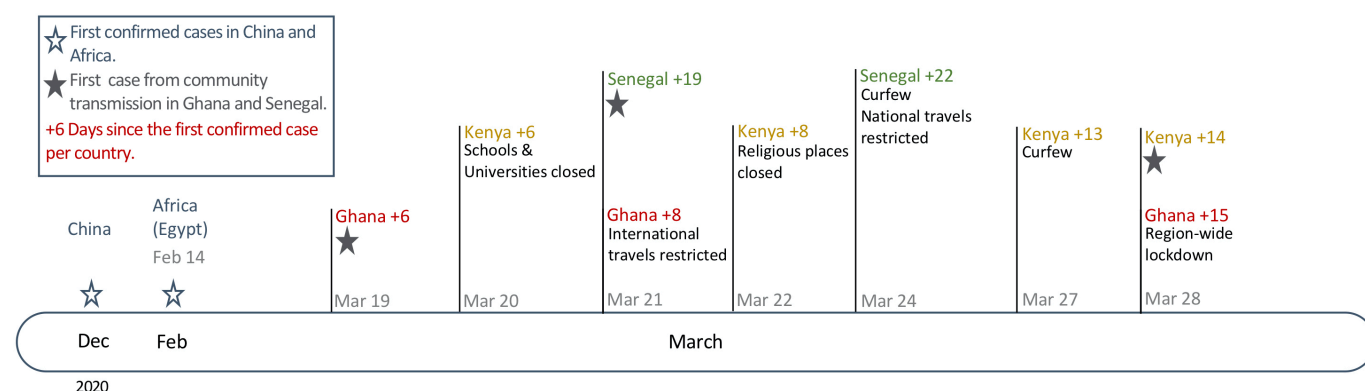 First confirmed cases in China and
Africa.
First case from community
transmission in Ghana and Senegal.
+6 Days since the first confirmed case
per country.
China
Africa
(Egypt)
Feb 14
Ghana +6
Mar 19
Kenya +6
Schools &
Universities closed
Mar 20
Senegal +19
Ghana +8
International
travels restricted
Mar 21
Kenya +8
Religious places
closed
Mar 22
Senegal +22
Curfew
National travels
restricted
Mar 24
Kenya +13
Curfew
Mar 27
Kenya +14
Ghana +15
Region-wide
lockdown
Mar 28
Dec
Feb
March
2020